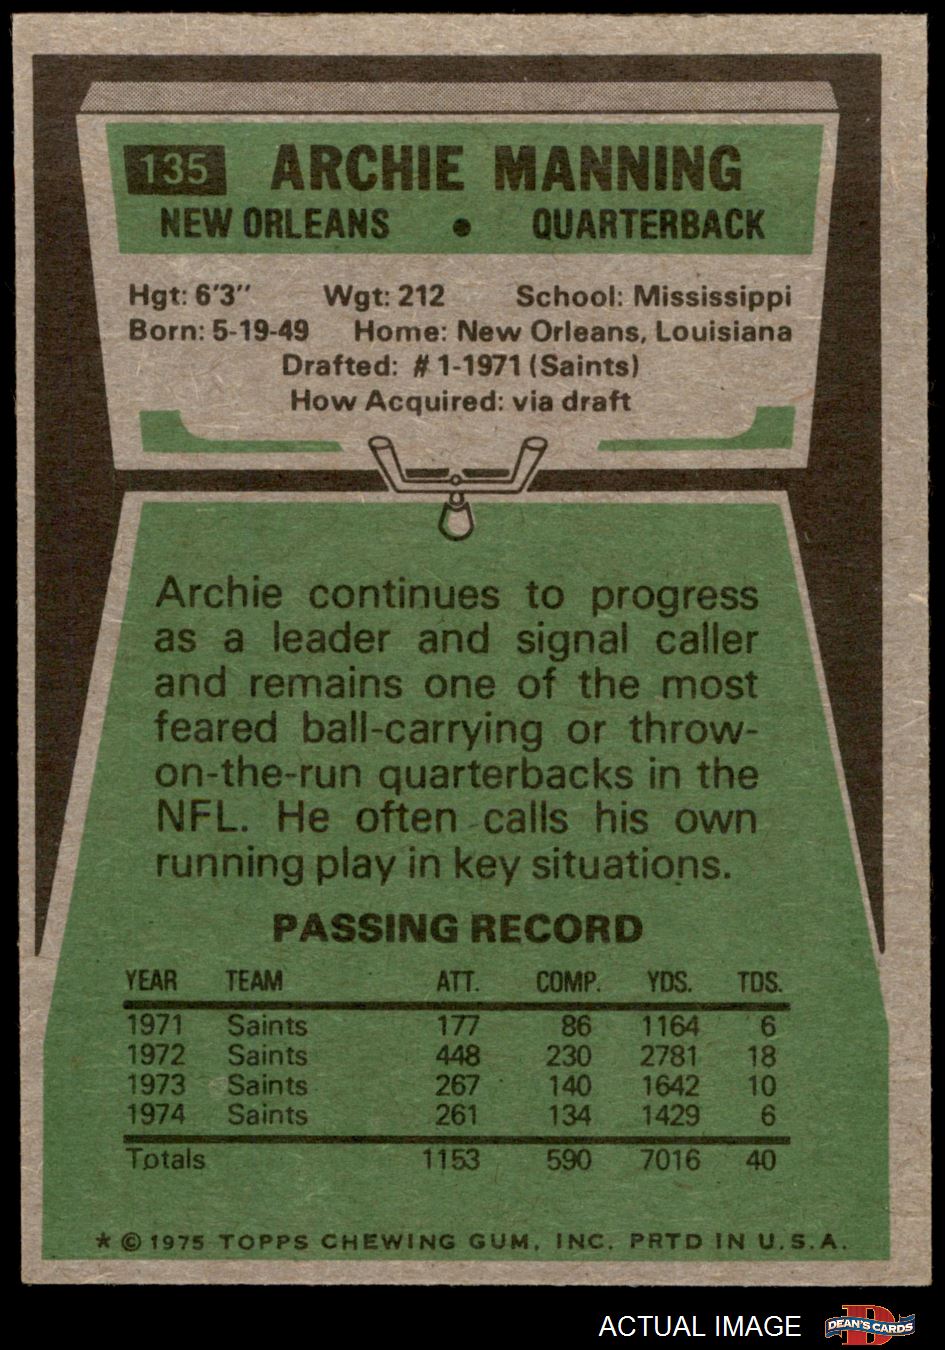 135 ARCHIE MANNING
NEW ORLEANS • QUARTERBACK
Hgt: 6'3" Wgt: 212 School: Mississippi
Born: 5-19-49 Home: New Orleans, Louisiana
Drafted: #1-1971 (Saints)
How Acquired: via draft
Archie continues to progress
as a leader and signal caller
and remains one of the most
feared ball-carrying or throw-
on-the-run quarterbacks in the
NFL. He often calls his own
running play in key situations.
PASSING RECORD
YEAR TEAM ATT. COMP. YDS. TDS.
1971 Saints 177 86 1164 6
1972 Saints 448 230 2781 18
1973 Saints 267 140 1642 10
1974 Saints 261 134 1429 6
Totals 1153 590 7016 40
* © 1975 TOPPS CHEWING GUM, INC. PRTD IN U.S.A.
ACTUAL IMAGE D DEAN'S CARDS